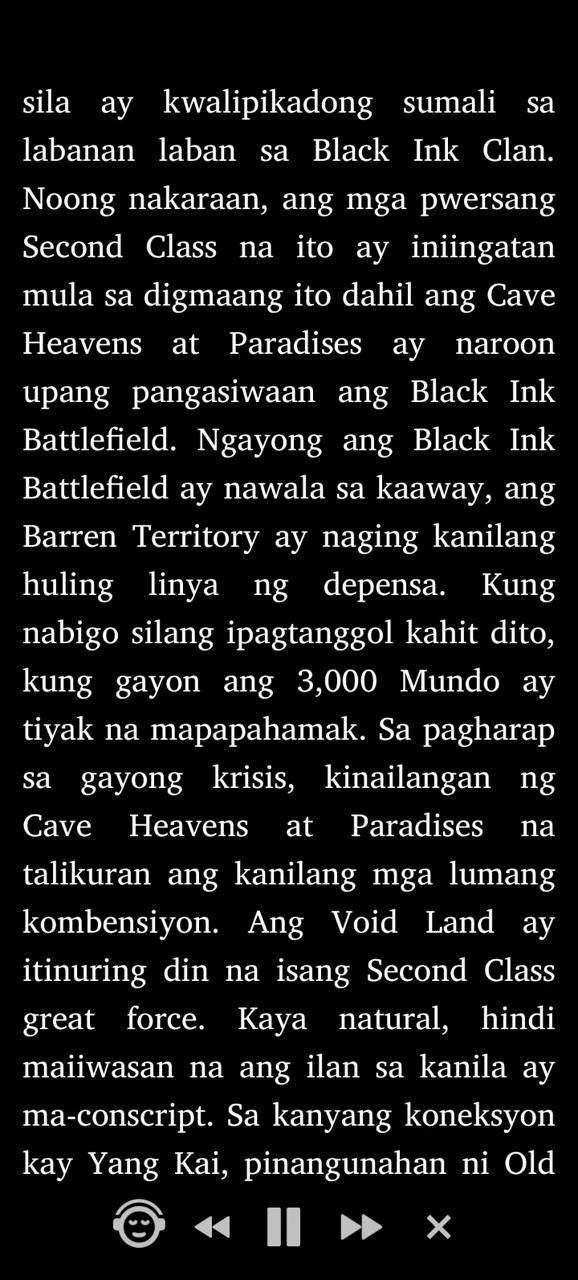 sila ay kwalipikadong sumali sa
labanan laban sa Black Ink Clan.
Noong nakaraan, ang mga pwersang
Second Class na ito ay iniingatan
mula sa digmaang ito dahil ang Cave
Heavens at Paradises ay naroon
upang pangasiwaan ang Black Ink
Battlefield. Ngayong ang Black Ink
Battlefield ay nawala sa kaaway, ang
Barren Territory ay naging kanilang
huling linya ng depensa. Kung
nabigo silang ipagtanggol kahit dito,
kung gayon ang 3,000 Mundo ay
tiyak na mapapahamak. Sa pagharap
sa gayong krisis, kinailangan ng
Cave Heavens at Paradises na
talikuran ang kanilang mga lumang
kombensiyon. Ang Void Land ay
itinuring din na isang Second Class
great force. Kaya natural, hindi
maiiwasan na ang ilan sa kanila ay
ma-conscript. Sa kanyang koneksyon
kay Yang Kai, pinangunahan ni Old